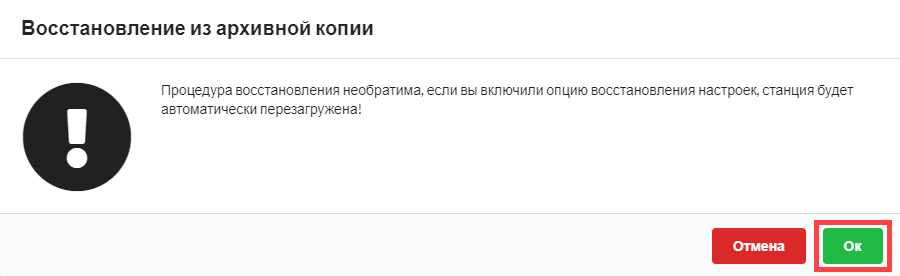 Восстановление из архивной копии
Процедура восстановления необратима, если вы включили опцию восстановления настроек, станция будет
автоматически перезагружена!
Отмена
Ок